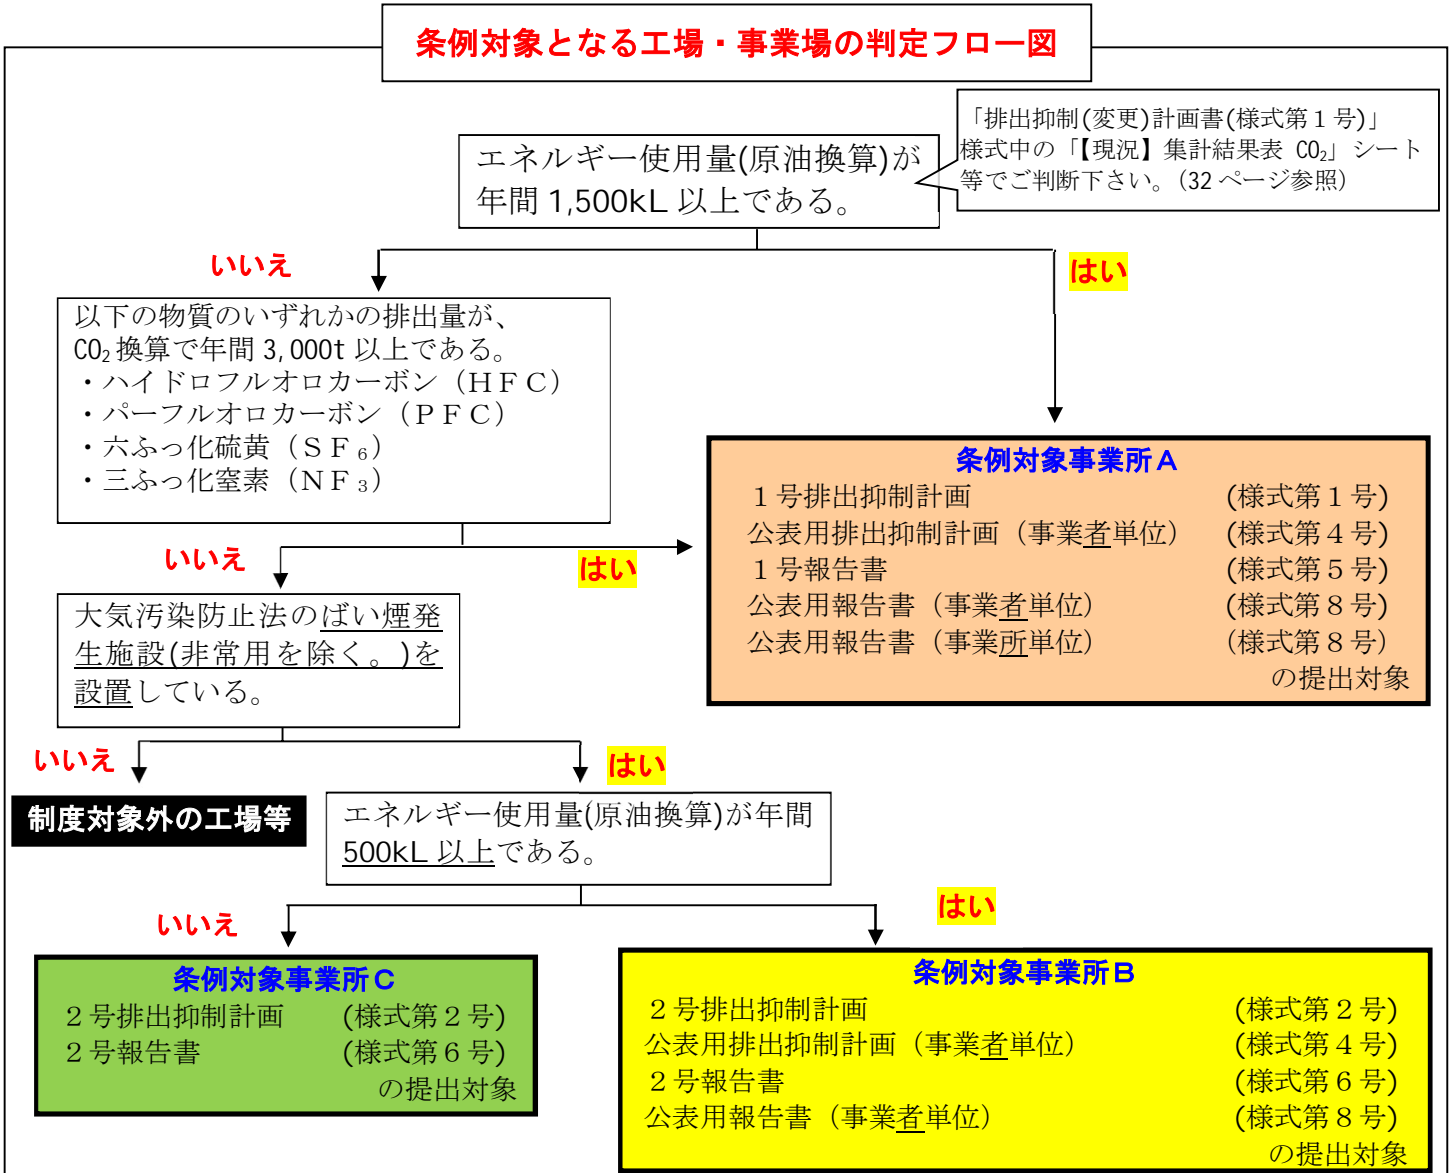 条例対象となる工場・事業場の判定フロー図
「排出抑制(変更)計画書(様式第１号)」
様式中の「【現況】集計結果表 CO₂」シート
等でご判断下さい。（32 ページ参照）
エネルギー使用量(原油換算)が
年間 1,500kL 以上である。
いいえ
はい
以下の物質のいずれかの排出量が、
CO₂ 換算で年間 3,000t 以上である。
・ハイドロフルオロカーボン（ＨＦＣ）
・パーフルオロカーボン（ＰＦＣ）
・六ふっ化硫黄（ＳＦ₆）
・三ふっ化窒素（ＮＦ₃）
条例対象事業所Ａ
１号排出抑制計画 (様式第１号)
公表用排出抑制計画（事業者単位） (様式第４号)
１号報告書 (様式第５号)
公表用報告書（事業者単位） (様式第８号)
公表用報告書（事業所単位） （様式第８号）
の提出対象
いいえ
はい
大気汚染防止法のばい煙発
生施設(非常用を除く。)を
設置している。
いいえ
はい
制度対象外の工場等
エネルギー使用量(原油換算)が年間
500kL 以上である。
いいえ
はい
条例対象事業所Ｃ
２号排出抑制計画 (様式第２号)
２号報告書 (様式第６号)
の提出対象
条例対象事業所Ｂ
２号排出抑制計画 (様式第２号)
公表用排出抑制計画（事業者単位） (様式第４号)
２号報告書 (様式第６号)
公表用報告書（事業者単位） (様式第８号)
の提出対象